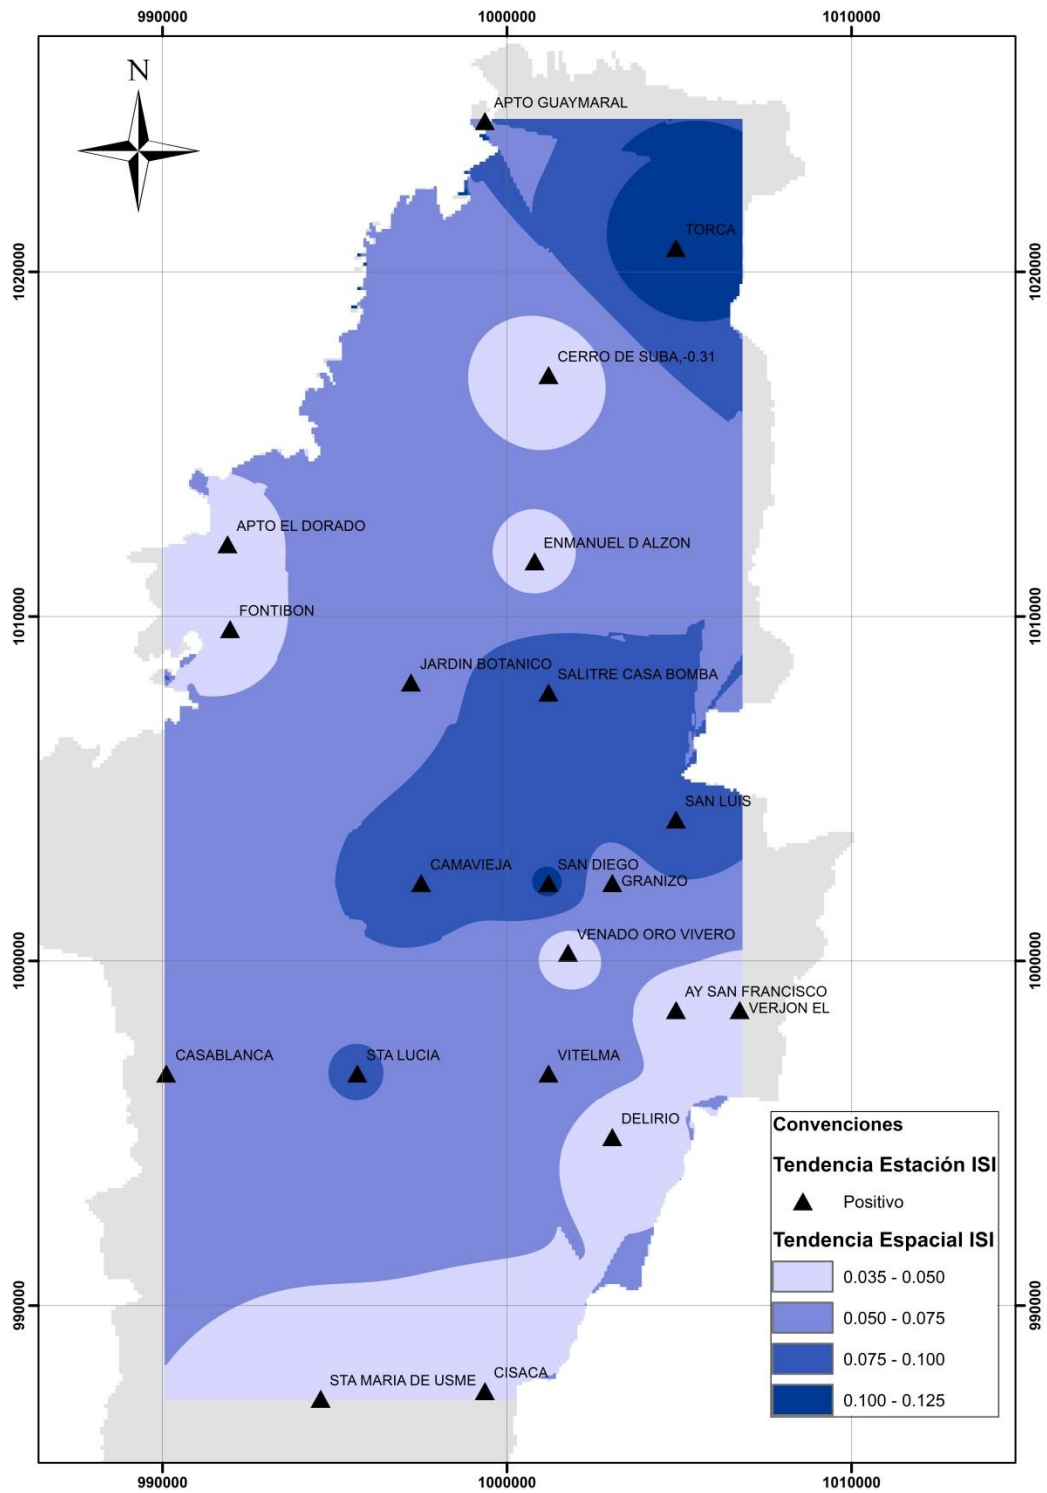 990000
1000000
1010000
N
APTO GUAYMARAL
TORCA
1020000
1020000
CERRO DE SUBA,-0.31
APTO EL DORADO
ENMANUEL D ALZON
FONTIBON
1010000
1010000
JARDIN BOTANICO
SALITRE CASA BOMBA
SAN LUIS
CAMAVIEJA
SAN DIEGO
GRANIZO
VENADO ORO VIVERO
1000000
1000000
AY SAN FRANCISCO
VERJON EL
CASABLANCA
STA LUCIA
VITELMA
DELIRIO
Convenciones
Tendencia Estación ISI
Positivo
Tendencia Espacial ISI
0.035 - 0.050
0.050 - 0.075
0.075 - 0.100
0.100 - 0.125
990000
990000
STA MARIA DE USME
CISACA
990000
1000000
1010000